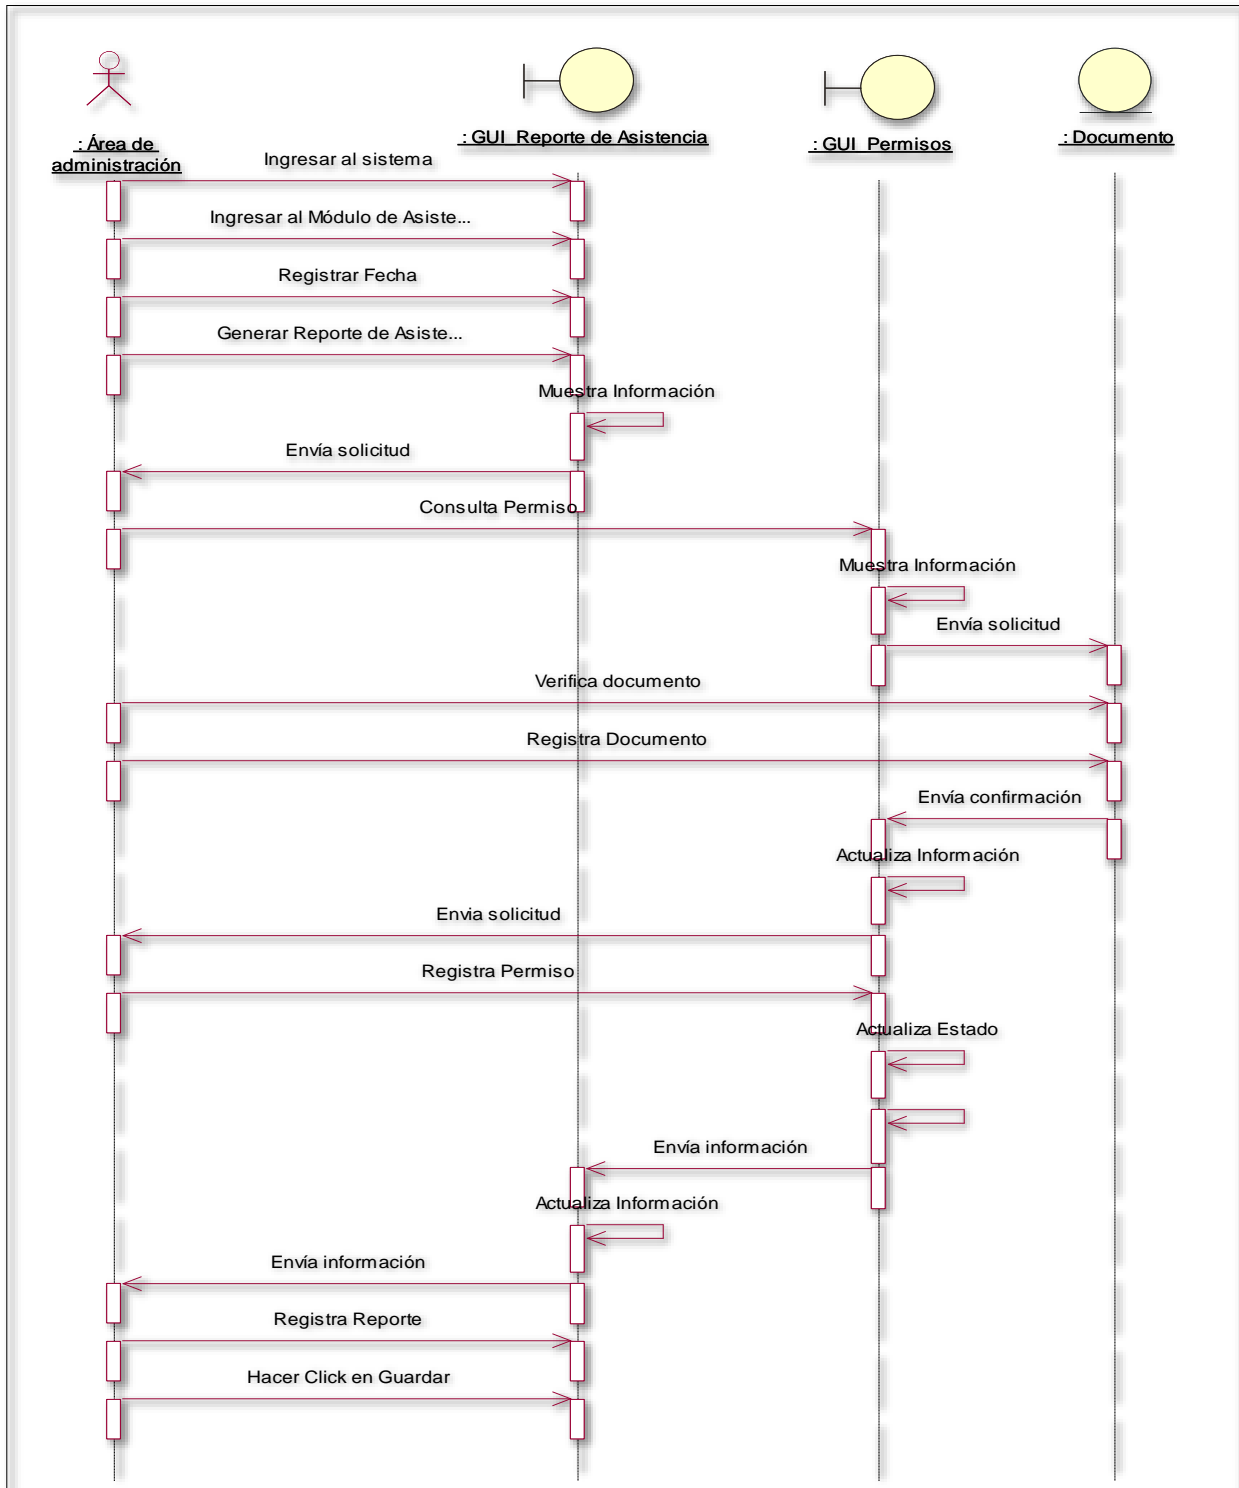 : Área de
administración
: GUI_Reporte de Asistencia
: GUI_Permisos
: Documento
Ingresar al sistema
Ingresar al Módulo de Asiste...
Registrar Fecha
Generar Reporte de Asiste...
Muestra Información
Envía solicitud
Consulta Permiso
Muestra Información
Envía solicitud
Verifica documento
Registra Documento
Envía confirmación
Actualiza Información
Envia solicitud
Registra Permiso
Actualiza Estado
Envía información
Actualiza Información
Envía información
Registra Reporte
Hacer Click en Guardar